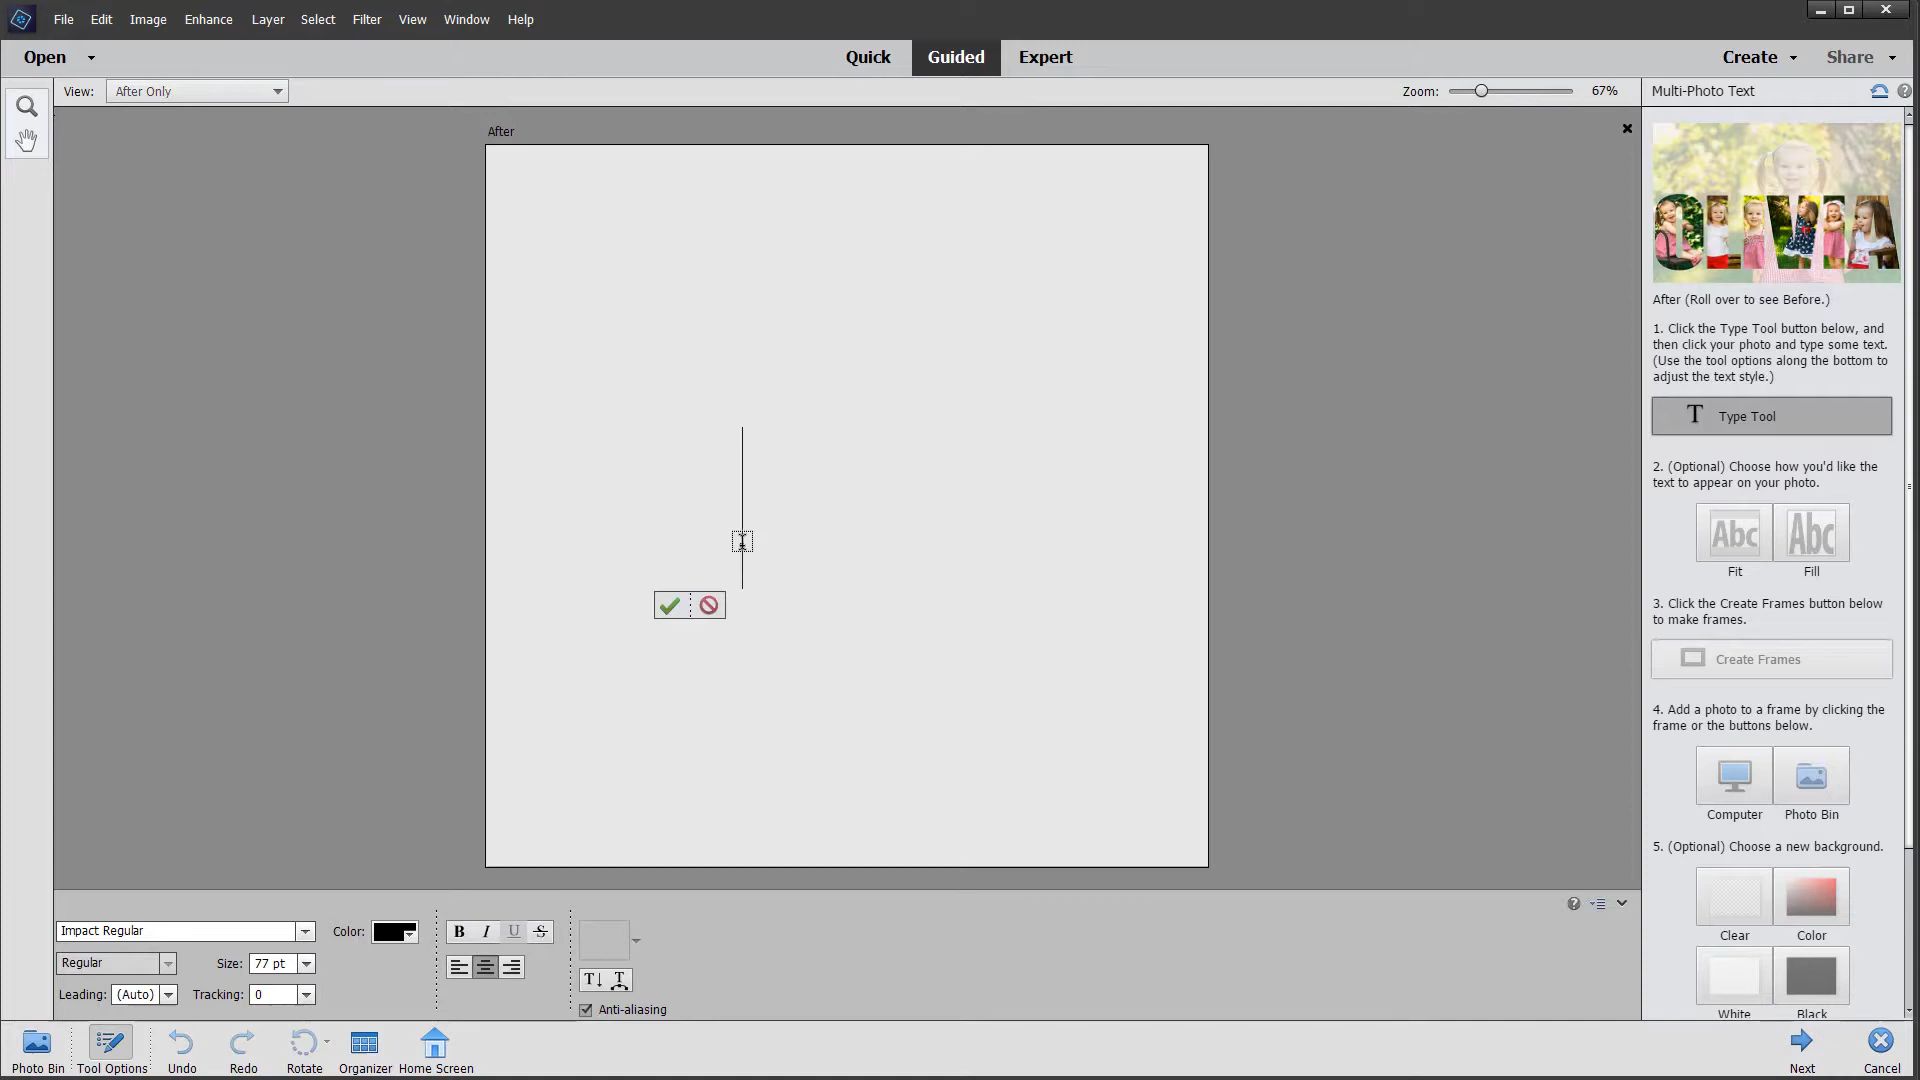 File Edit Image Enhance Layer Select Filter View Window Help
Open Quick Guided Expert Create Share
View: After Only Zoom: 67% Multi-Photo Text
After
OLIVIA
After (Roll over to see Before.)
1. Click the Type Tool button below, and
then click your photo and type some text.
(Use the tool options along the bottom to
adjust the text style.)
T Type Tool
2. (Optional) Choose how you'd like the
text to appear on your photo.
Abc Abc
Fit Fill
3. Click the Create Frames button below
to make frames.
Create Frames
4. Add a photo to a frame by clicking the
frame or the buttons below.
Computer Photo Bin
5. (Optional) Choose a new background.
Clear Color
White Black
Impact Regular Color: B I U S
Regular Size: 77 pt
Leading: (Auto) Tracking: 0
T T
Anti-aliasing
Photo Bin Tool Options Undo Redo Rotate Organizer Home Screen Next Cancel